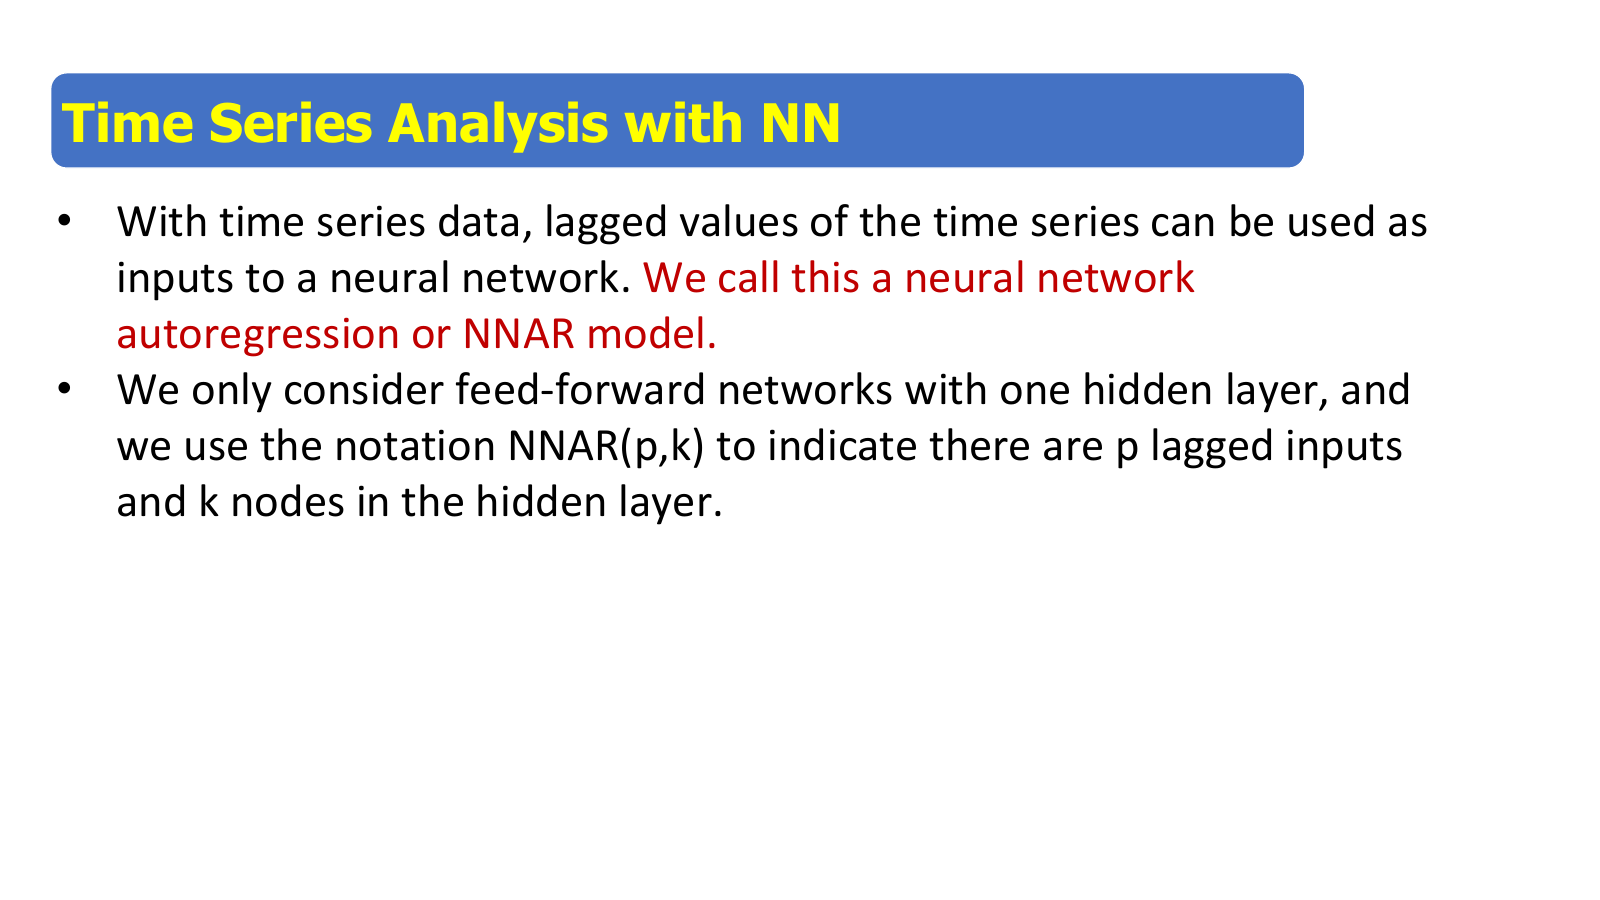 Time Series Analysis with NN
• With time series data, lagged values of the time series can be used as
inputs to a neural network. We call this a neural network
autoregression or NNAR model.
• We only consider feed-forward networks with one hidden layer, and
we use the notation NNAR(p,k) to indicate there are p lagged inputs
and k nodes in the hidden layer.